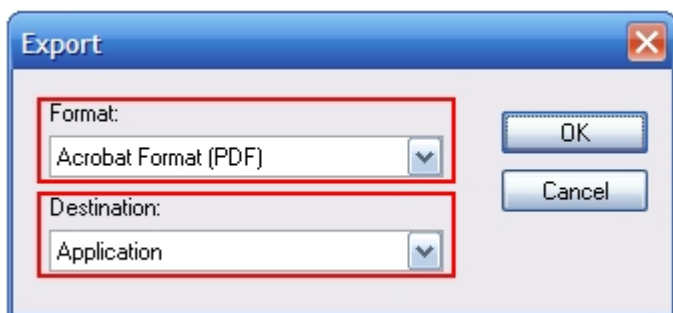 Export
Format:
Acrobat Format (PDF)
OK
Cancel
Destination:
Application